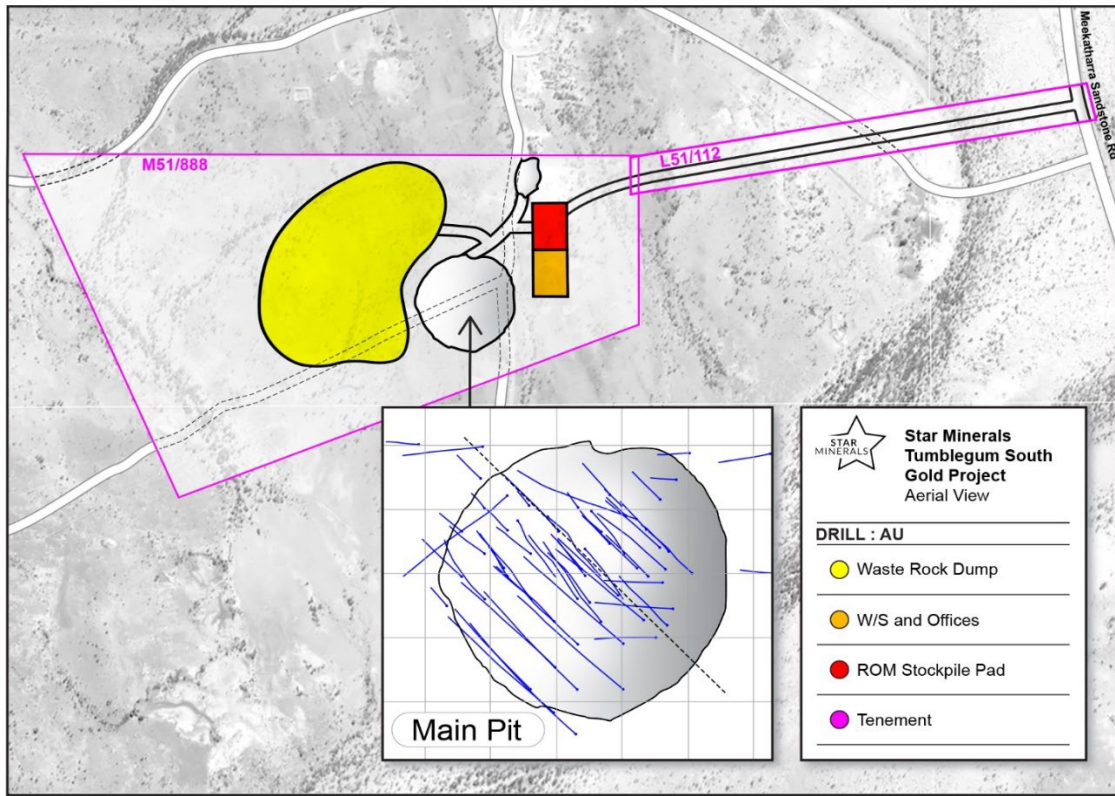 Meekatharra Sandstone Rd
M51/888
L51/112
Main Pit
STAR
MINERALS
Star Minerals
Tumblegum South
Gold Project
Aerial View
DRILL : AU
Waste Rock Dump
W/S and Offices
ROM Stockpile Pad
Tenement